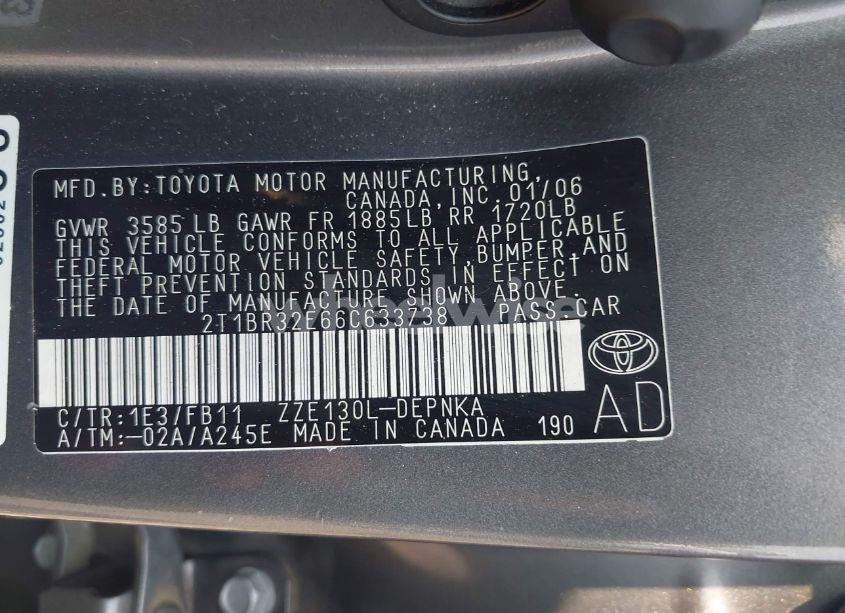 MFD. BY: TOYOTA MOTOR MANUFACTURING,
CANADA, INC. 01/06
GVWR 3585 LB GAWR FR 1885LB RR 1720LB
THIS VEHICLE CONFORMS TO ALL APPLICABLE
FEDERAL MOTOR VEHICLE SAFETY, BUMPER, AND
THEFT PREVENTION STANDARDS IN EFFECT ON
THE DATE OF MANUFACTURE SHOWN ABOVE.
2T1BR32E66C633738 PASS. CAR
C/TR: 1E3/FB11 ZZE130L-DEPNKA
A/TM: -02A/A245E MADE IN CANADA 190
AD
wheelwise